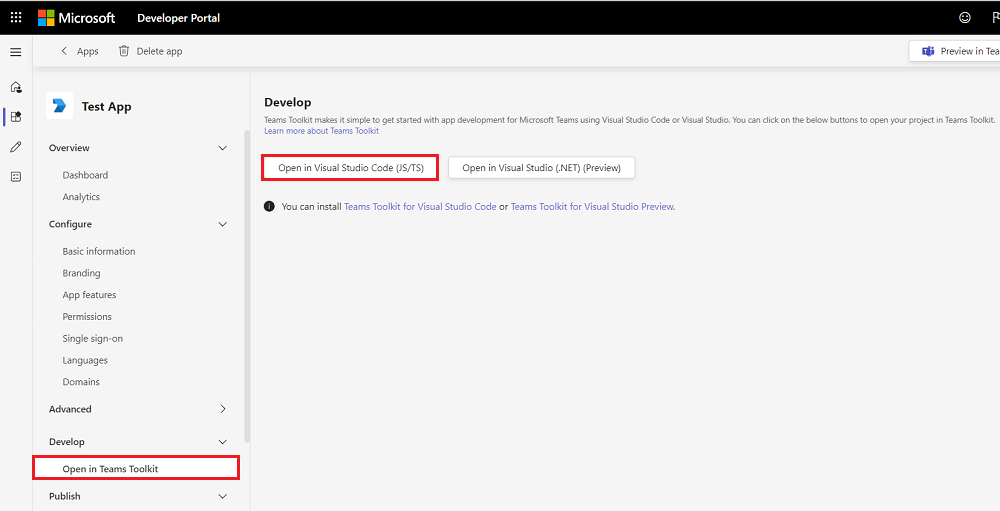 Microsoft Developer Portal
Apps Delete app Preview in Tea
Test App
Overview
Dashboard
Analytics
Configure
Basic information
Branding
App features
Permissions
Single sign-on
Languages
Domains
Advanced
Develop
Open in Teams Toolkit
Publish
Develop
Teams Toolkit makes it simple to get started with app development for Microsoft Teams using Visual Studio Code or Visual Studio. You can click on the below buttons to open your project in Teams Toolkit.
Learn more about Teams Toolkit
Open in Visual Studio Code (JS/TS) Open in Visual Studio (.NET) (Preview)
You can install Teams Toolkit for Visual Studio Code or Teams Toolkit for Visual Studio Preview.